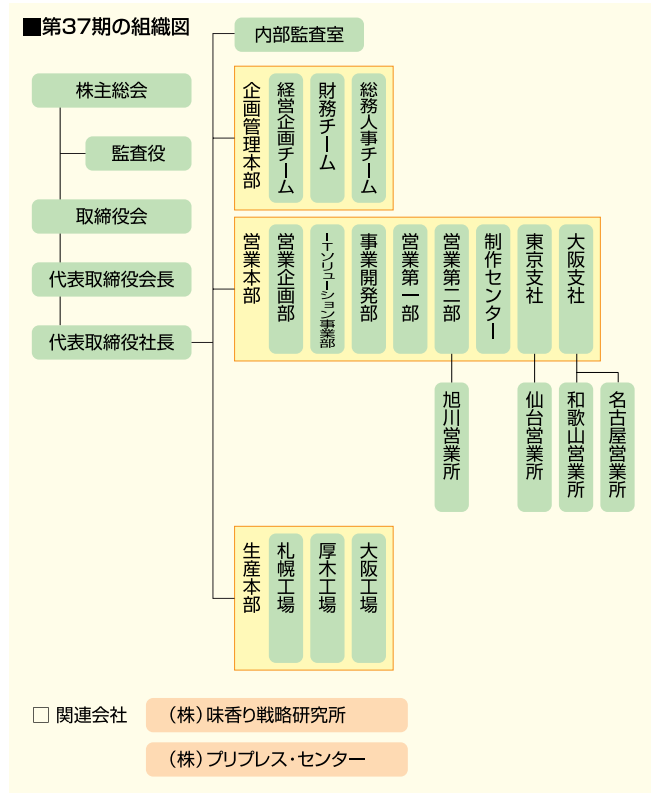 ■第37期の組織図
株主総会
監査役
取締役会
代表取締役会長
代表取締役社長
内部監査室
企画管理本部
経営企画チーム
財務チーム
総務人事チーム
営業本部
営業企画部
ITソリューション事業部
事業開発部
営業第一部
営業第二部
制作センター
東京支社
大阪支社
旭川営業所
仙台営業所
和歌山営業所
名古屋営業所
生産本部
札幌工場
厚木工場
大阪工場
□ 関連会社
(株)味香り戦略研究所
(株)プリプレス・センター